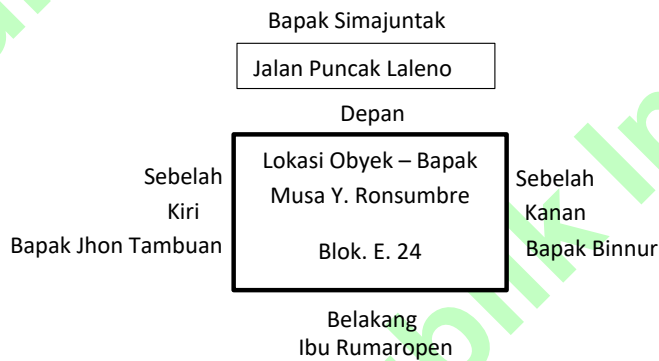 Bapak Simajuntak
Jalan Puncak Laleno
Depan
Lokasi Obyek – Bapak
Musa Y. Ronsumbre
Blok. E. 24
Sebelah
Kiri
Bapak Jhon Tambuan
Sebelah
Kanan
Bapak Binnur
Belakang
Ibu Rumaropen